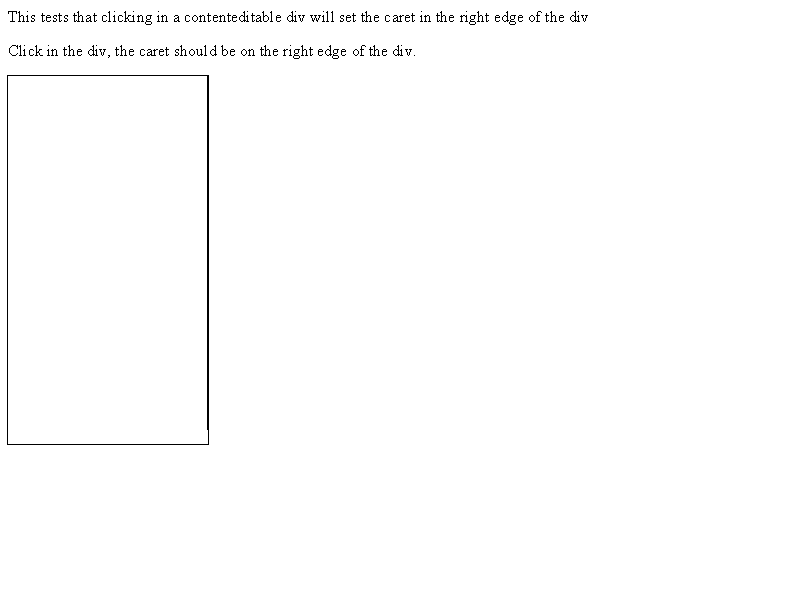 This tests that clicking in a contenteditable div will set the caret in the right edge of the div
Click in the div, the caret should be on the right edge of the div.